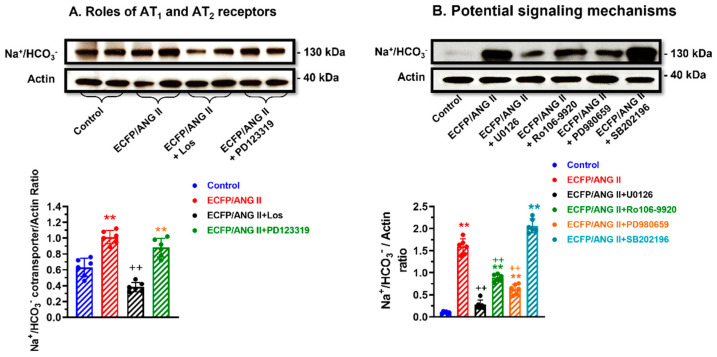 A. Roles of AT1 and AT2 receptors
Na+/HCO3-
- 130 kDa
Actin
- 40 kDa
Control
ECFP/ANG II
ECFP/ANG II
+ Los
ECFP/ANG II
+ PD123319
Control
ECFP/ANG II
ECFP/ANG II+Los
ECFP/ANG II+PD123319
Na+/HCO3- cotransporter/Actin Ratio
1.4
1.2
1.0
0.8
0.6
0.4
0.2
0.0
**
++
**
B. Potential signaling mechanisms
Na+/HCO3-
- 130 kDa
Actin
- 40 kDa
Control
ECFP/ANG II
ECFP/ANG II
+ U0126
ECFP/ANG II
+ Ro106-9920
ECFP/ANG II
+ PD980659
ECFP/ANG II
+ SB202196
Control
ECFP/ANG II
ECFP/ANG II+U0126
ECFP/ANG II+Ro106-9920
ECFP/ANG II+PD980659
ECFP/ANG II+SB202196
Na+/HCO3- / Actin
ratio
2.5
2.0
1.5
1.0
0.5
0.0
**
++
++
**
++
**
**